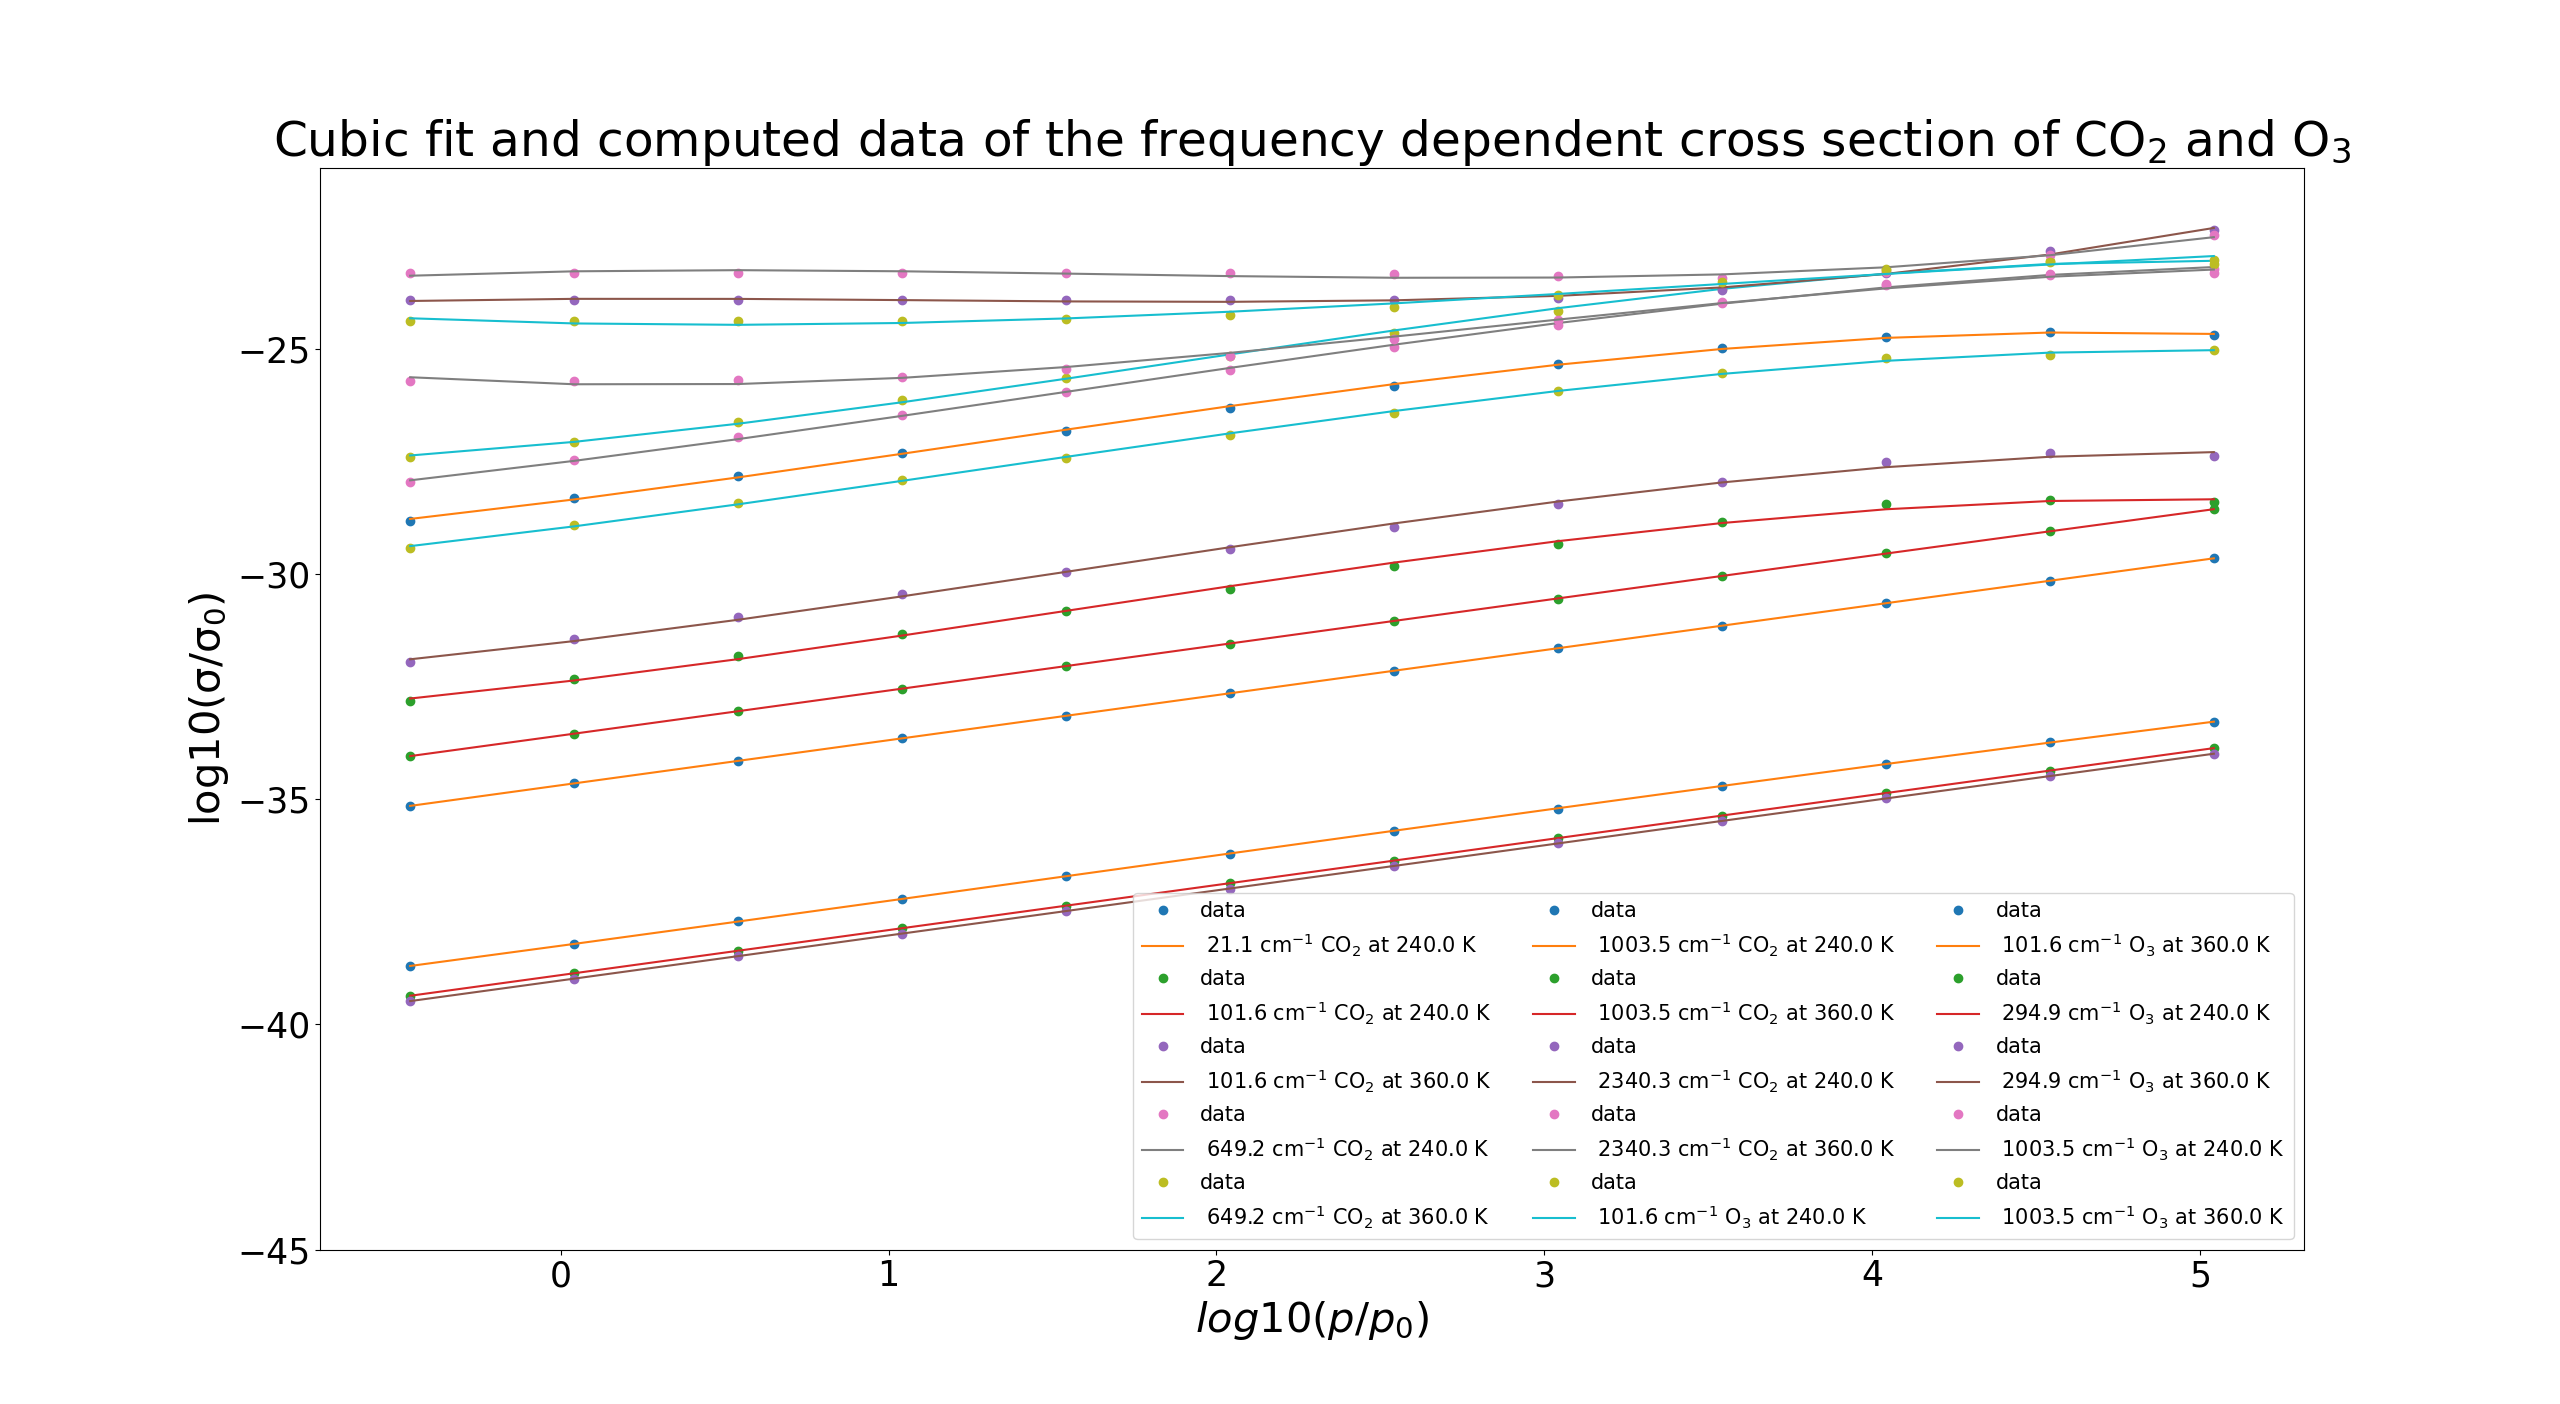 Cubic fit and computed data of the frequency dependent cross section of CO₂ and O₃
log10(σ/σ₀)
−25
−30
−35
−40
−45
0 1 2 3 4 5
log10(p/p₀)
data
21.1 cm⁻¹ CO₂ at 240.0 K
data
101.6 cm⁻¹ CO₂ at 240.0 K
data
101.6 cm⁻¹ CO₂ at 360.0 K
data
649.2 cm⁻¹ CO₂ at 240.0 K
data
649.2 cm⁻¹ CO₂ at 360.0 K
data
1003.5 cm⁻¹ CO₂ at 240.0 K
data
1003.5 cm⁻¹ CO₂ at 360.0 K
data
2340.3 cm⁻¹ CO₂ at 240.0 K
data
2340.3 cm⁻¹ CO₂ at 360.0 K
data
101.6 cm⁻¹ O₃ at 240.0 K
data
101.6 cm⁻¹ O₃ at 360.0 K
data
294.9 cm⁻¹ O₃ at 240.0 K
data
294.9 cm⁻¹ O₃ at 360.0 K
data
1003.5 cm⁻¹ O₃ at 240.0 K
data
1003.5 cm⁻¹ O₃ at 360.0 K